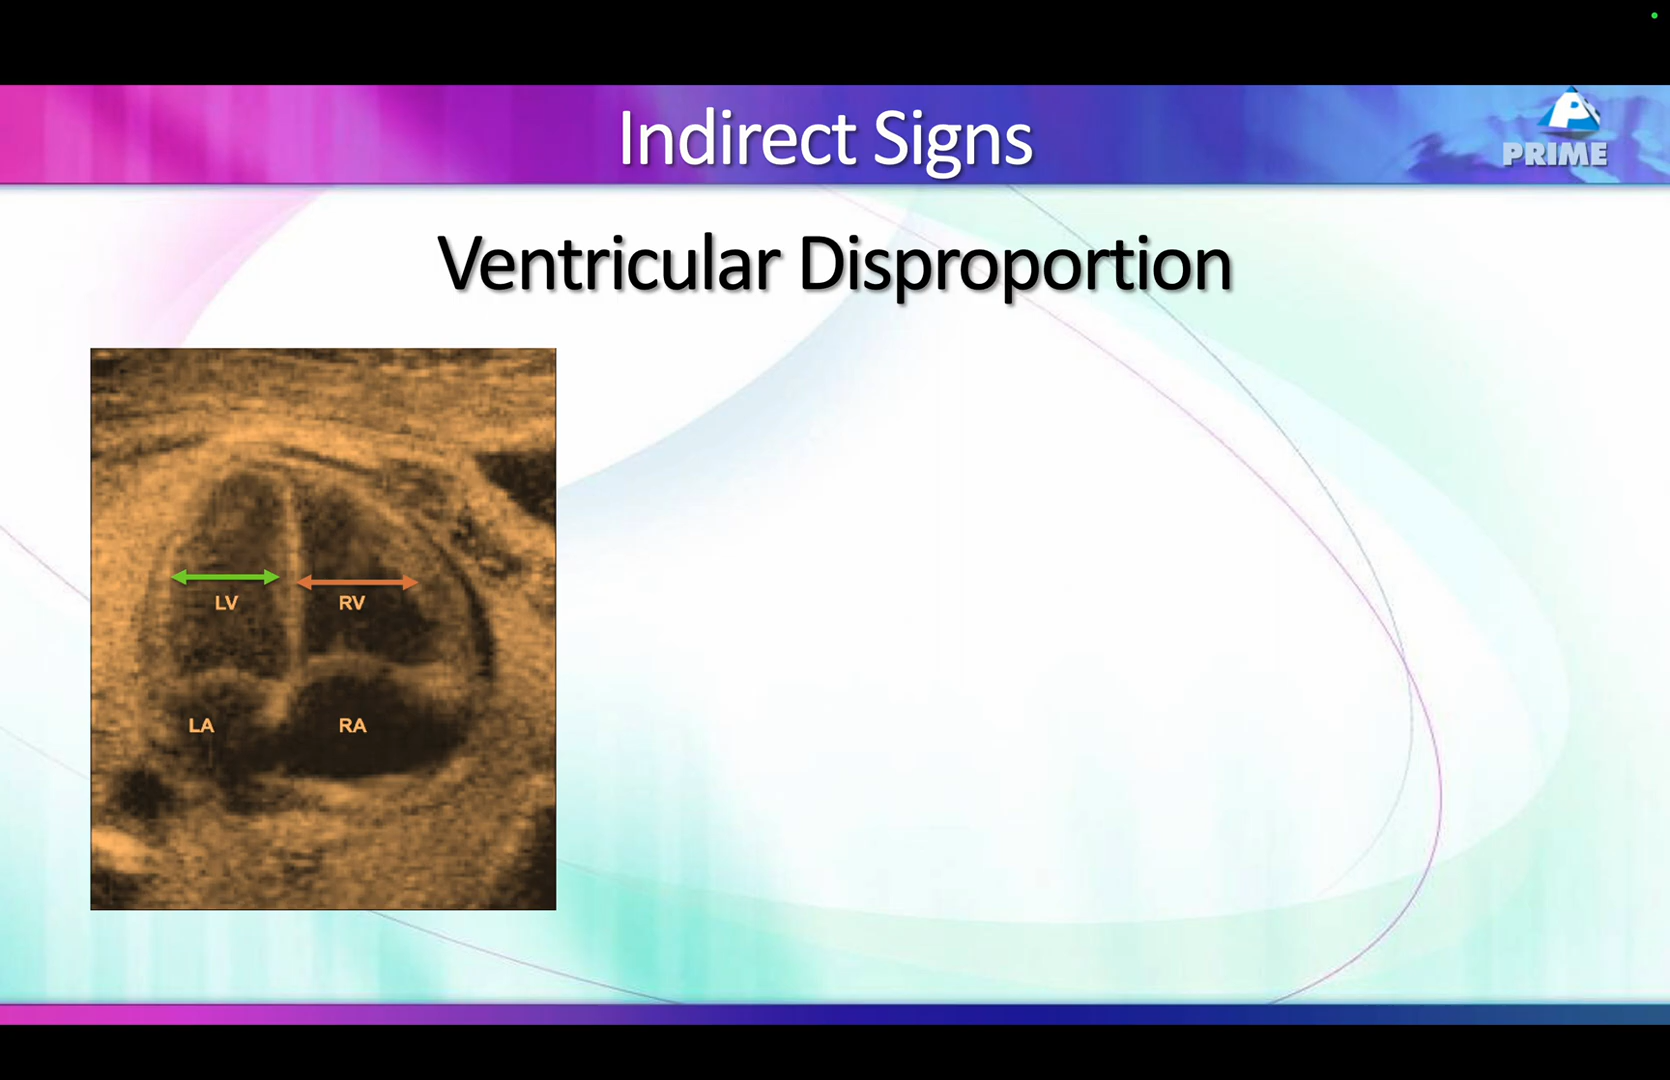 Indirect Signs
PRIME
Ventricular Disproportion
LV RV
LA RA